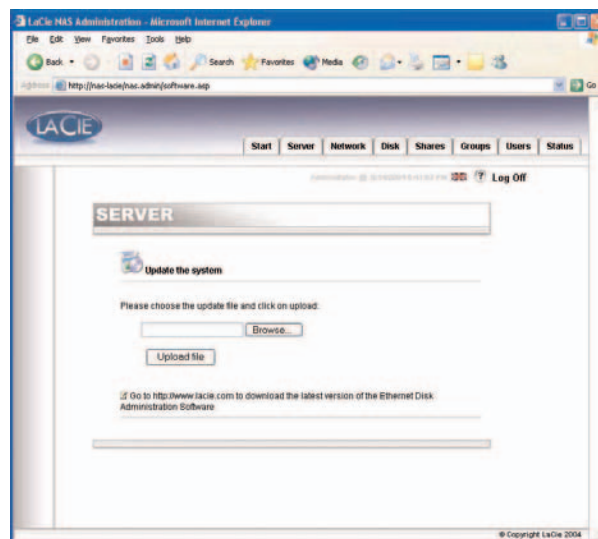 LaCie NAS Administration - Microsoft Internet Explorer
File Edit View Favorites Tools Help
Back Search Favorites Media
Address http://nas-lacie/nas.admin/software.asp Go
LACIE
Start Server Network Disk Shares Groups Users Status
? Log Off
SERVER
Update the system
Please choose the update file and click on upload:
Browse...
Upload file
Go to http://www.lacie.com to download the latest version of the Ethernet Disk
Administration Software
© Copyright LaCie 2004